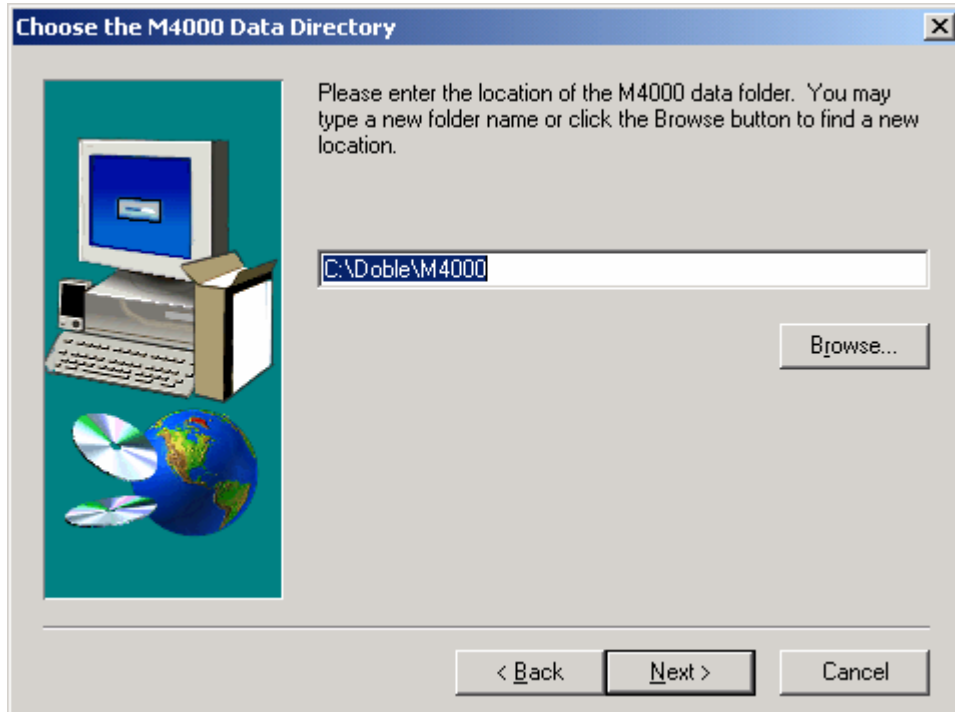 Choose the M4000 Data Directory
Please enter the location of the M4000 data folder. You may
type a new folder name or click the Browse button to find a new
location.
C:\Doble\M4000
Browse...
< Back
Next >
Cancel